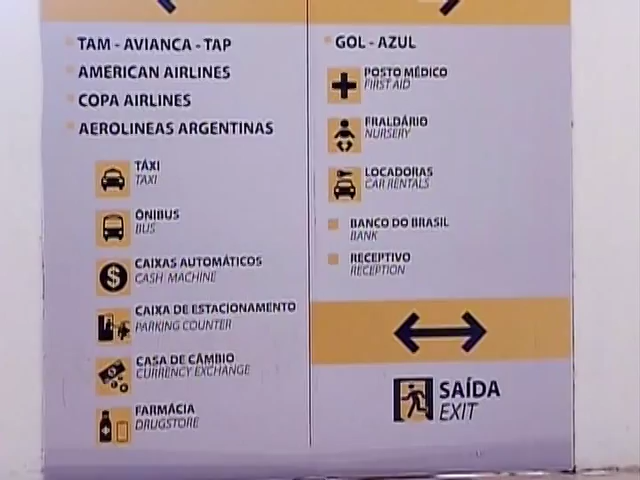 TAM - AVIANCA - TAP
AMERICAN AIRLINES
COPA AIRLINES
AEROLINEAS ARGENTINAS
TÁXI
TAXI
ÔNIBUS
BUS
CAIXAS AUTOMÁTICOS
CASH MACHINE
CAIXA DE ESTACIONAMENTO
PARKING COUNTER
CASA DE CÂMBIO
CURRENCY EXCHANGE
FARMÁCIA
DRUGSTORE
GOL - AZUL
POSTO MÉDICO
FIRST AID
FRALDÁRIO
NURSERY
LOCADORAS
CAR RENTALS
BANCO DO BRASIL
BANK
RECEPTIVO
RECEPTION
SAÍDA
EXIT